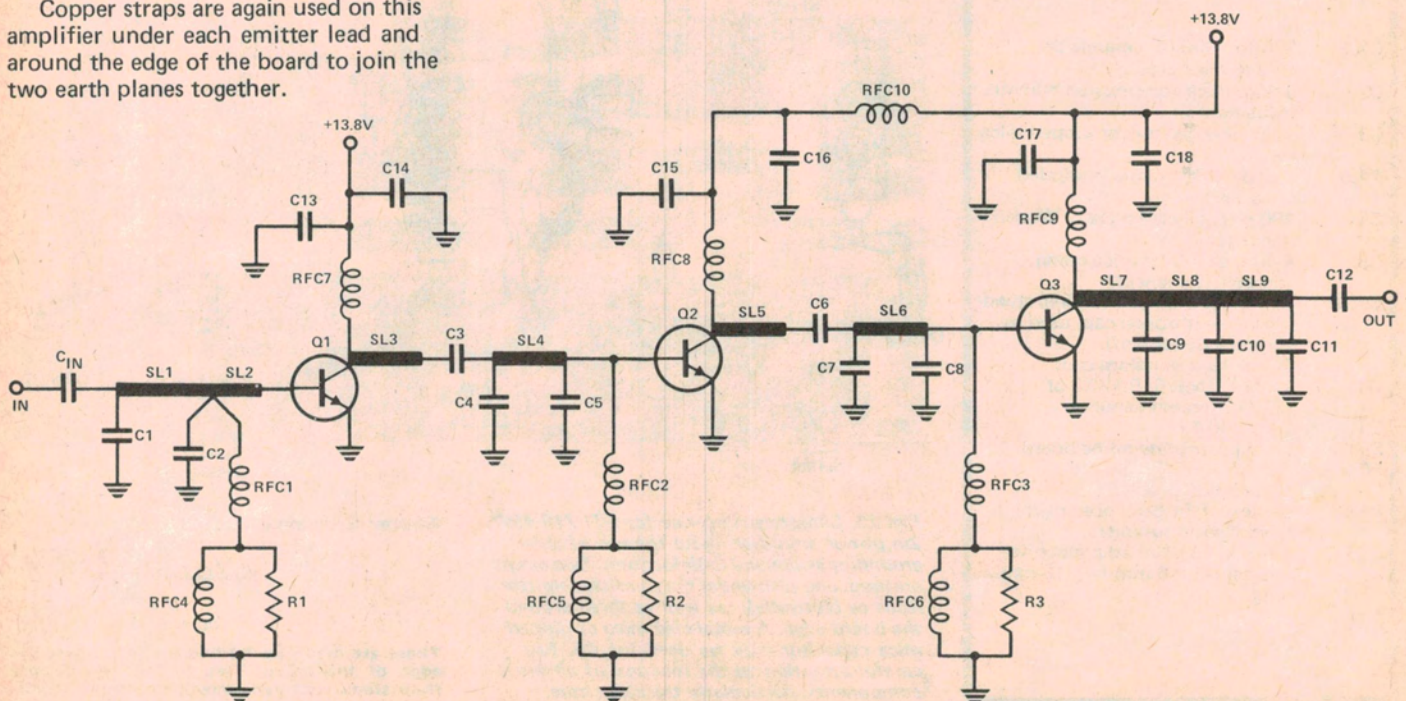 Copper straps are again used on this
amplifier under each emitter lead and
around the edge of the board to join the
two earth planes together.
+13.8V
RFC10
+13.8V
C17
C14
C15
C16
C18
C13
RFC9
RFC8
RFC7
Q3
SL7
SL8
SL9
C12
C6
Q2
SL5
SL6
OUT
Q1
C3
SL3
SL4
C9
C10
C11
CIN
C7
C8
SL1
SL2
IN
C4
C5
C1
C2
RFC1
RFC2
RFC3
RFC4
R1
RFC5
R2
RFC6
R3